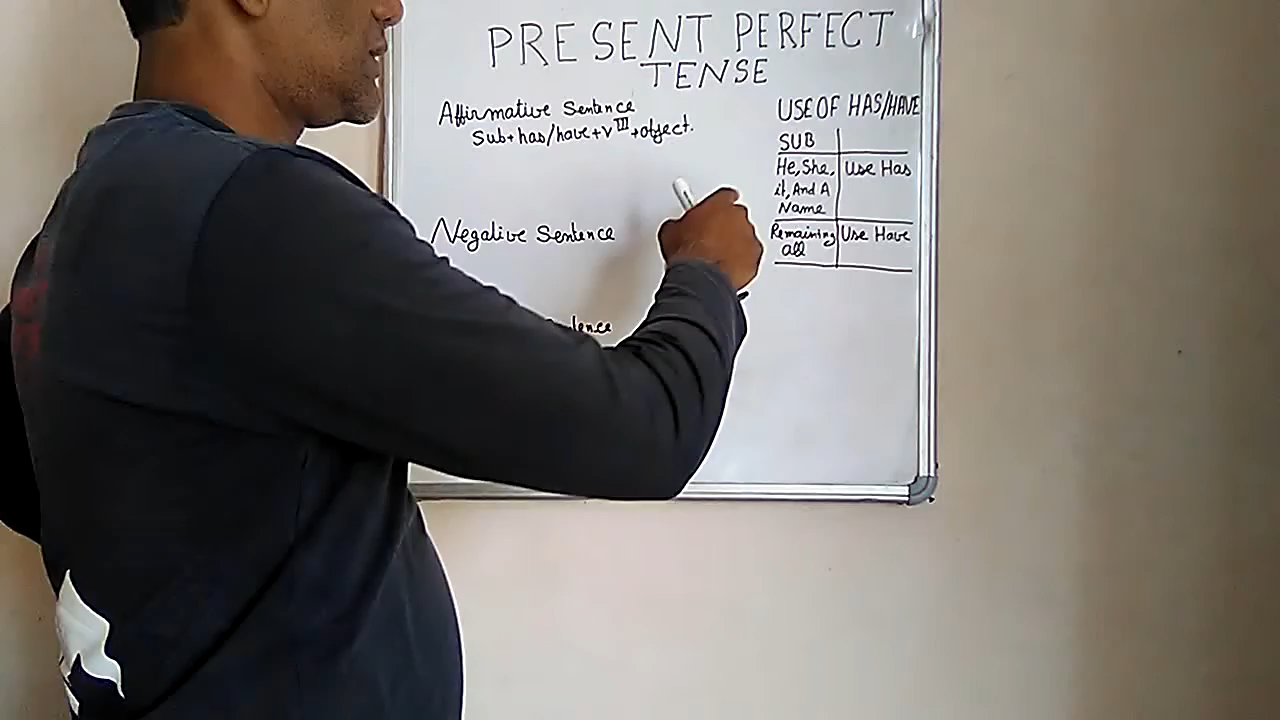 PRESENT PERFECT
TENSE
Affirmative Sentence
Sub+has/have+V III+object.
Negative Sentence
USE OF HAS/HAVE
SUB
He, She, Use Has
it, And A
Name
Remaining Use Have
all